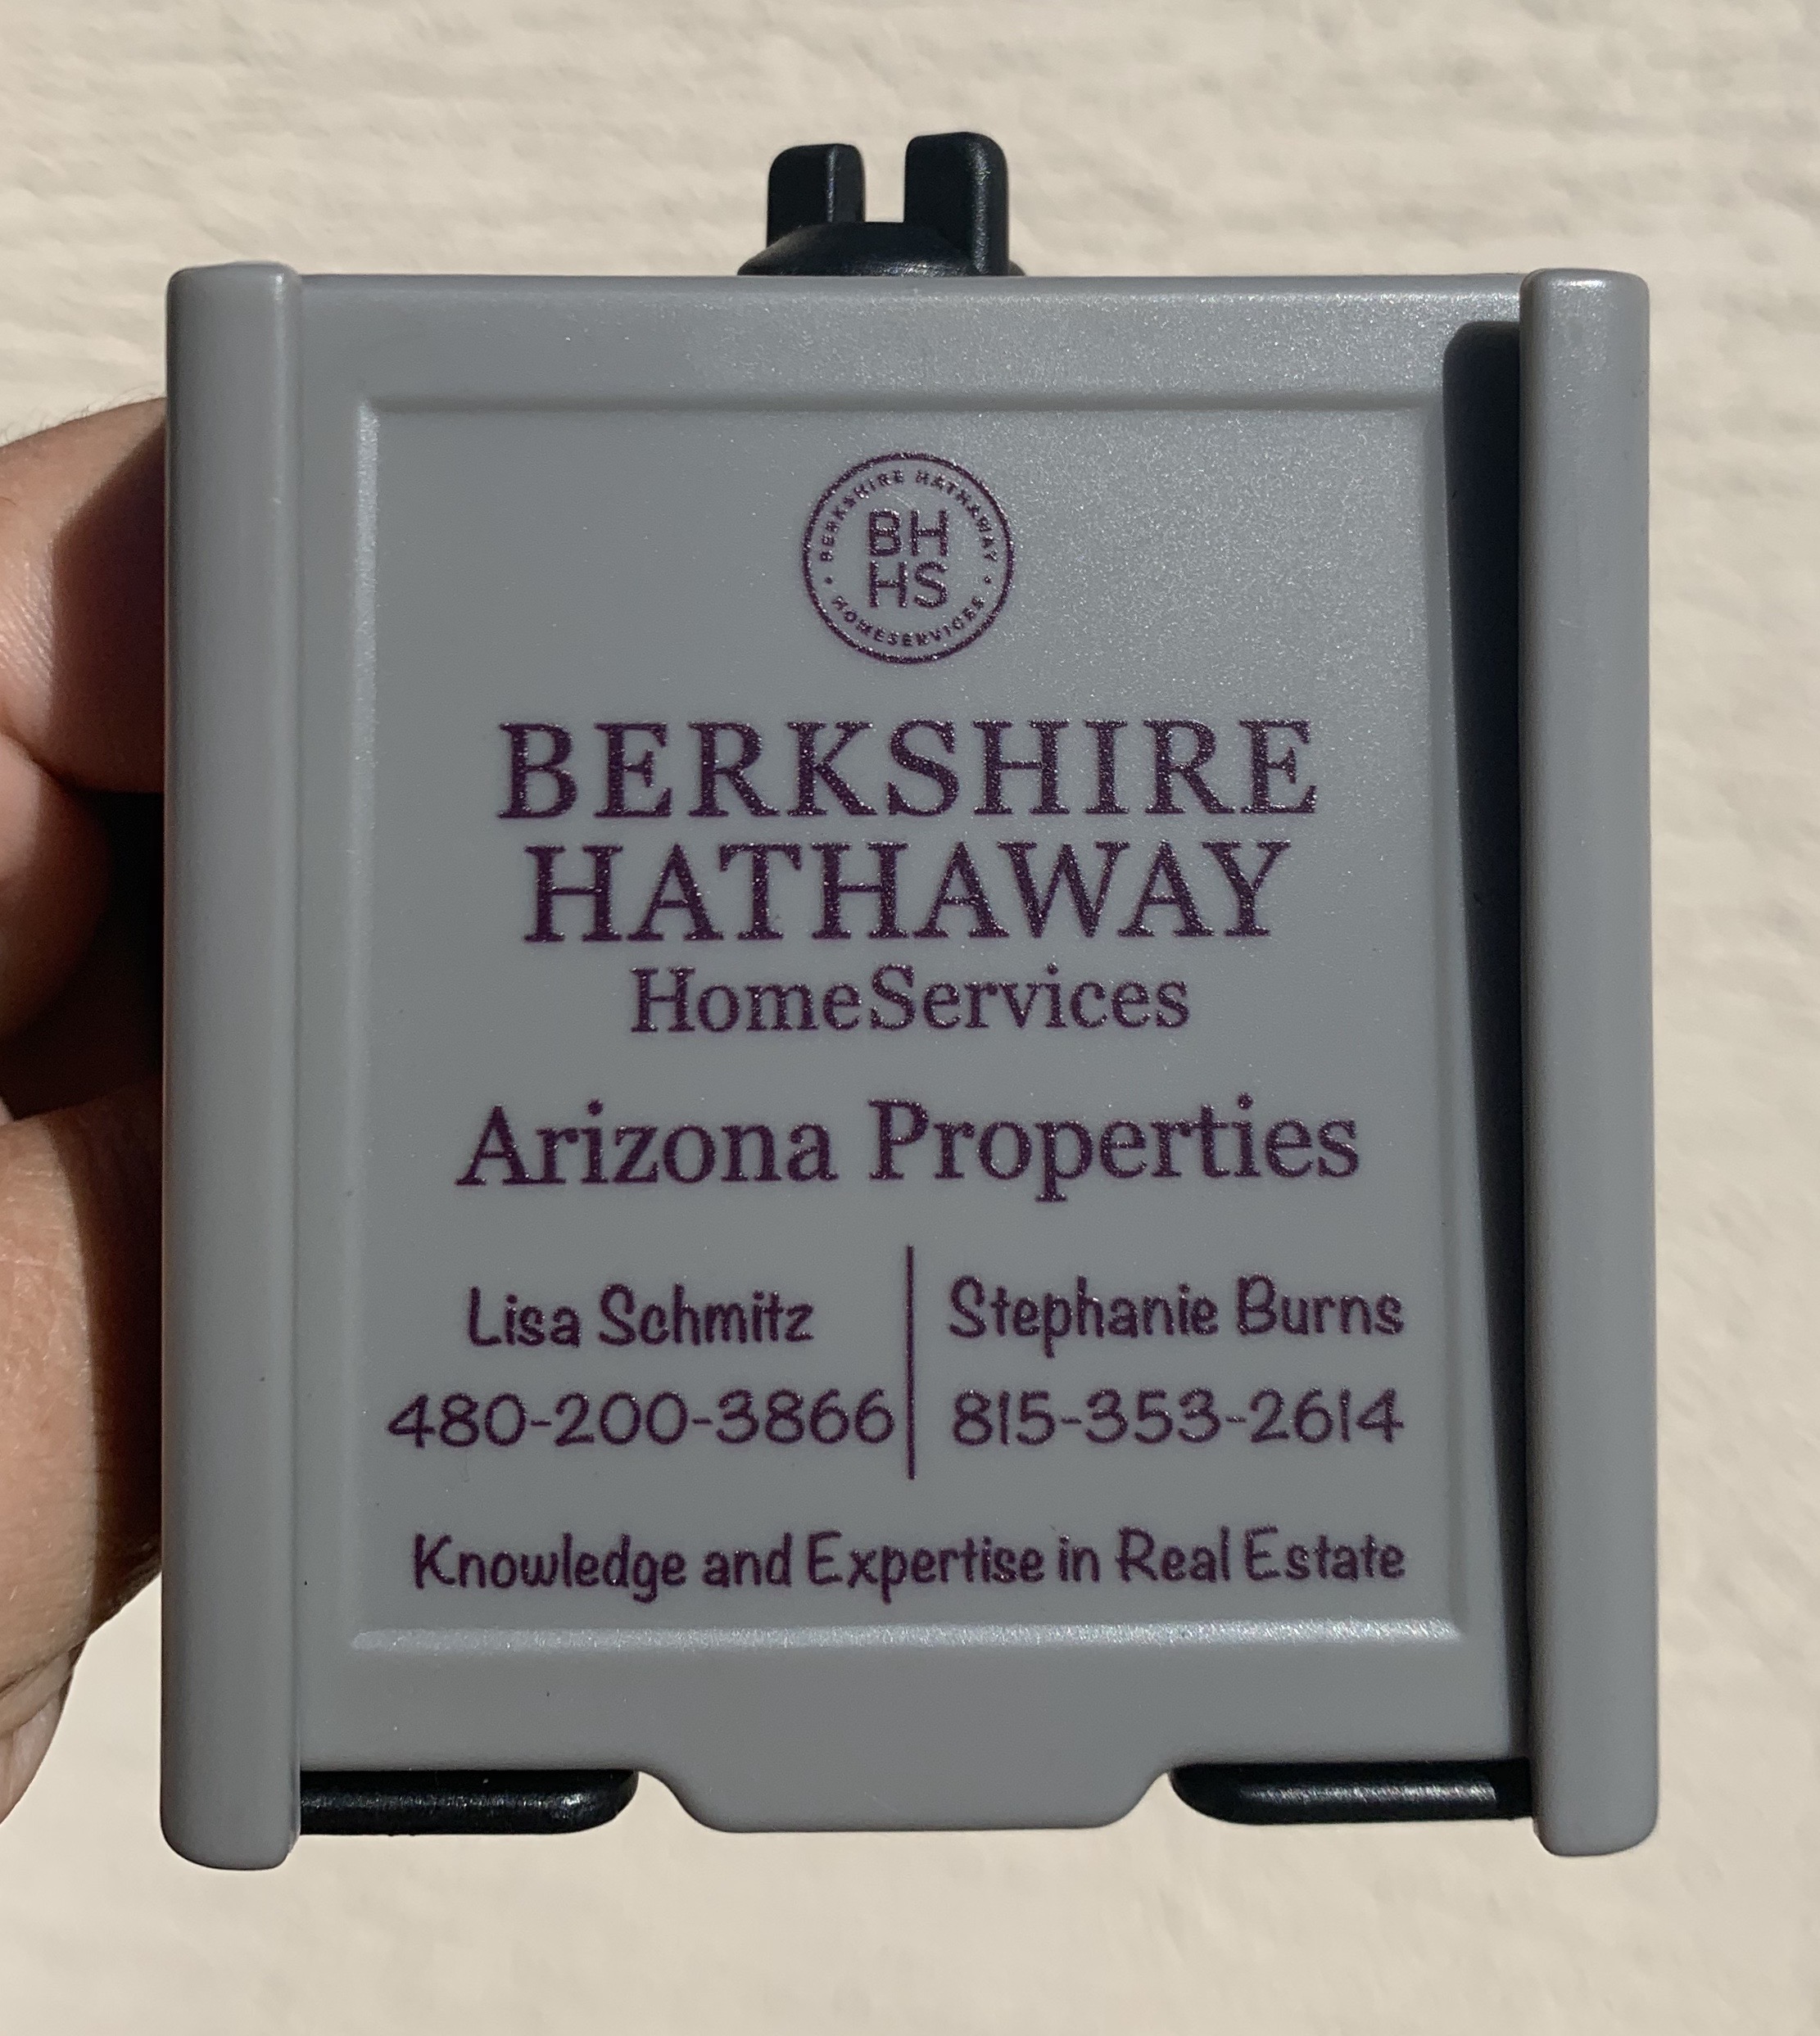 BERKSHIRE HATHAWAY
BH
HS
• HOMESERVICES •
BERKSHIRE
HATHAWAY
HomeServices
Arizona Properties
Lisa Schmitz
480-200-3866
Stephanie Burns
815-353-2614
Knowledge and Expertise in Real Estate